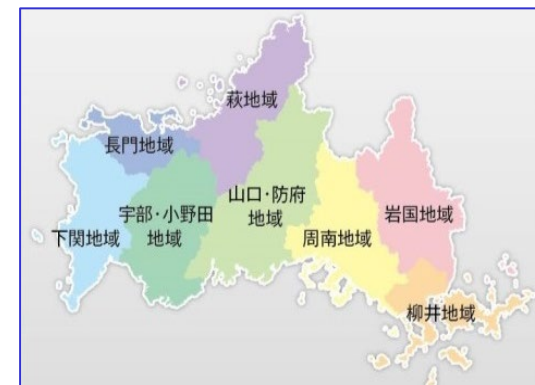 萩地域
長門地域
山口・防府
地域
宇部・小野田
地域
岩国地域
下関地域
周南地域
柳井地域